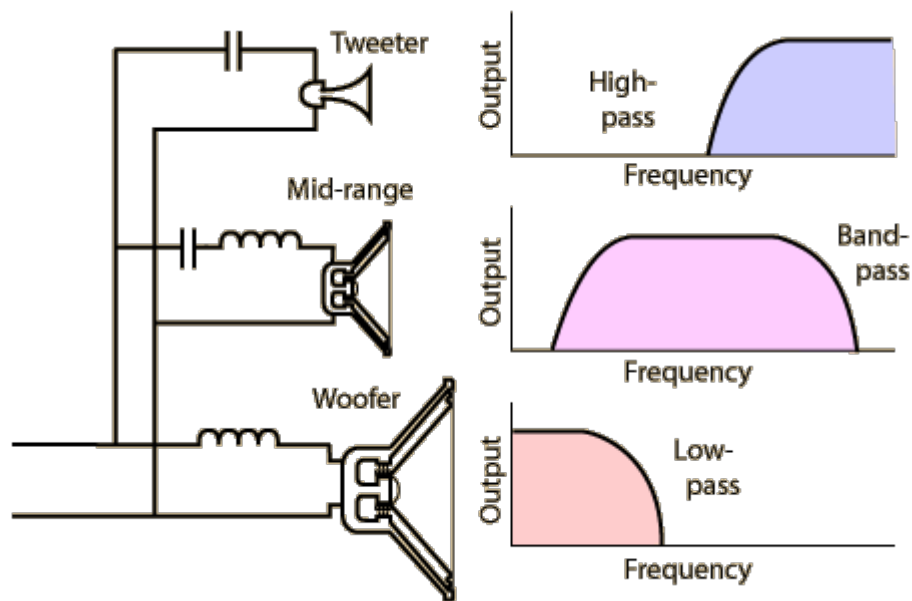 Tweeter
Output
High-
pass
Frequency
Mid-range
Output
Band-
pass
Frequency
Woofer
Output
Low-
pass
Frequency